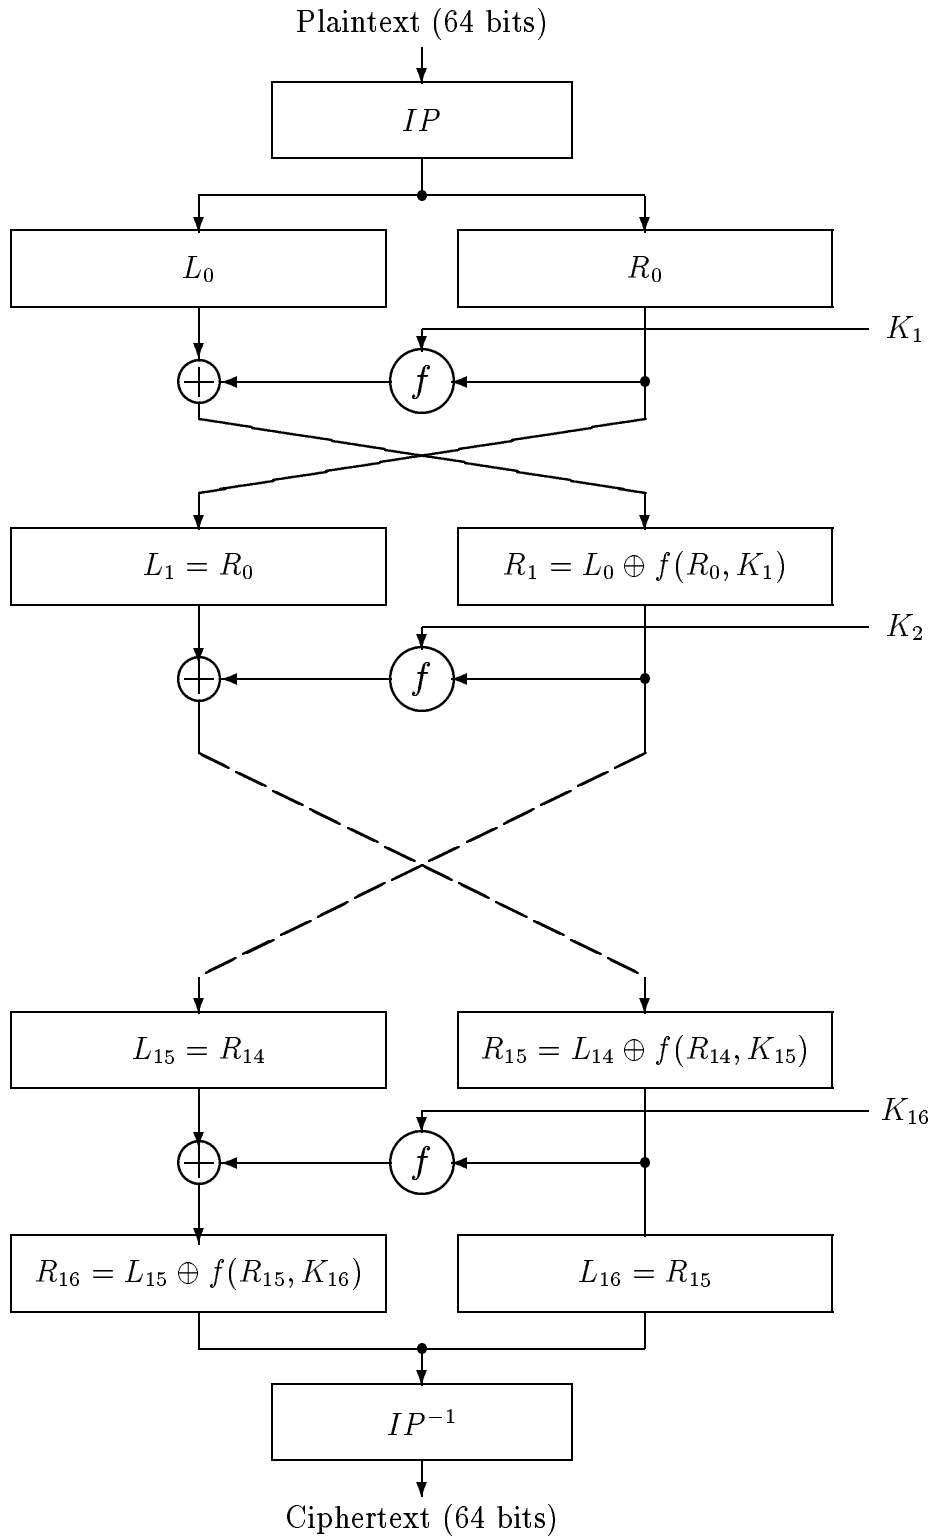 Plaintext (64 bits)
IP
L₀
R₀
K₁
f
L₁ = R₀
R₁ = L₀ ⊕ f(R₀, K₁)
K₂
f
L₁₅ = R₁₄
R₁₅ = L₁₄ ⊕ f(R₁₄, K₁₅)
K₁₆
f
R₁₆ = L₁₅ ⊕ f(R₁₅, K₁₆)
L₁₆ = R₁₅
IP⁻¹
Ciphertext (64 bits)